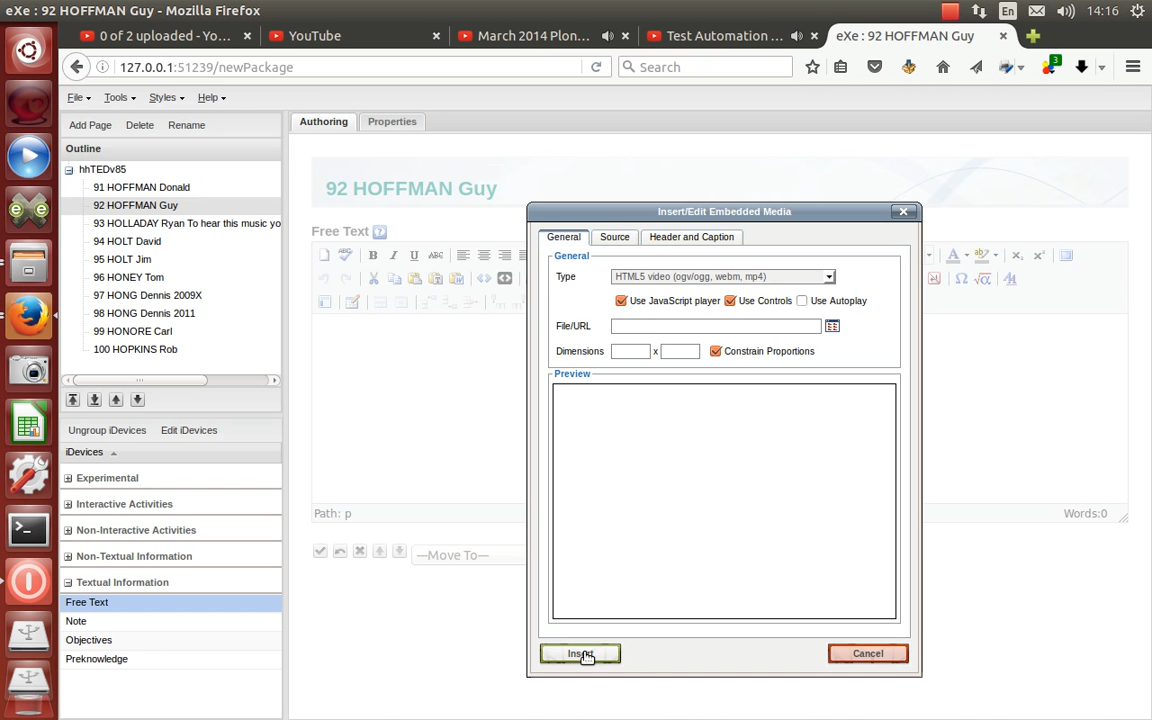 eXe : 92 HOFFMAN Guy - Mozilla Firefox
En
14:16
0 of 2 uploaded - Yo...
YouTube
March 2014 Plon...
Test Automation ...
eXe : 92 HOFFMAN Guy
127.0.0.1:51239/newPackage
Search
3
File
Tools
Styles
Help
Add Page
Delete
Rename
Authoring
Properties
Outline
hhTEDv85
91 HOFFMAN Donald
92 HOFFMAN Guy
93 HOLLADAY Ryan To hear this music yo
94 HOLT David
95 HOLT Jim
96 HONEY Tom
97 HONG Dennis 2009X
98 HONG Dennis 2011
99 HONORE Carl
100 HOPKINS Rob
Ungroup iDevices
Edit iDevices
iDevices
Experimental
Interactive Activities
Non-Interactive Activities
Non-Textual Information
Textual Information
Free Text
Note
Objectives
Preknowledge
92 HOFFMAN Guy
Free Text
B I U ABC
Path: p
Words:0
—Move To—
Insert/Edit Embedded Media
General
Source
Header and Caption
General
Type
HTML5 video (ogv/ogg, webm, mp4)
Use JavaScript player
Use Controls
Use Autoplay
File/URL
Dimensions
x
Constrain Proportions
Preview
Insert
Cancel